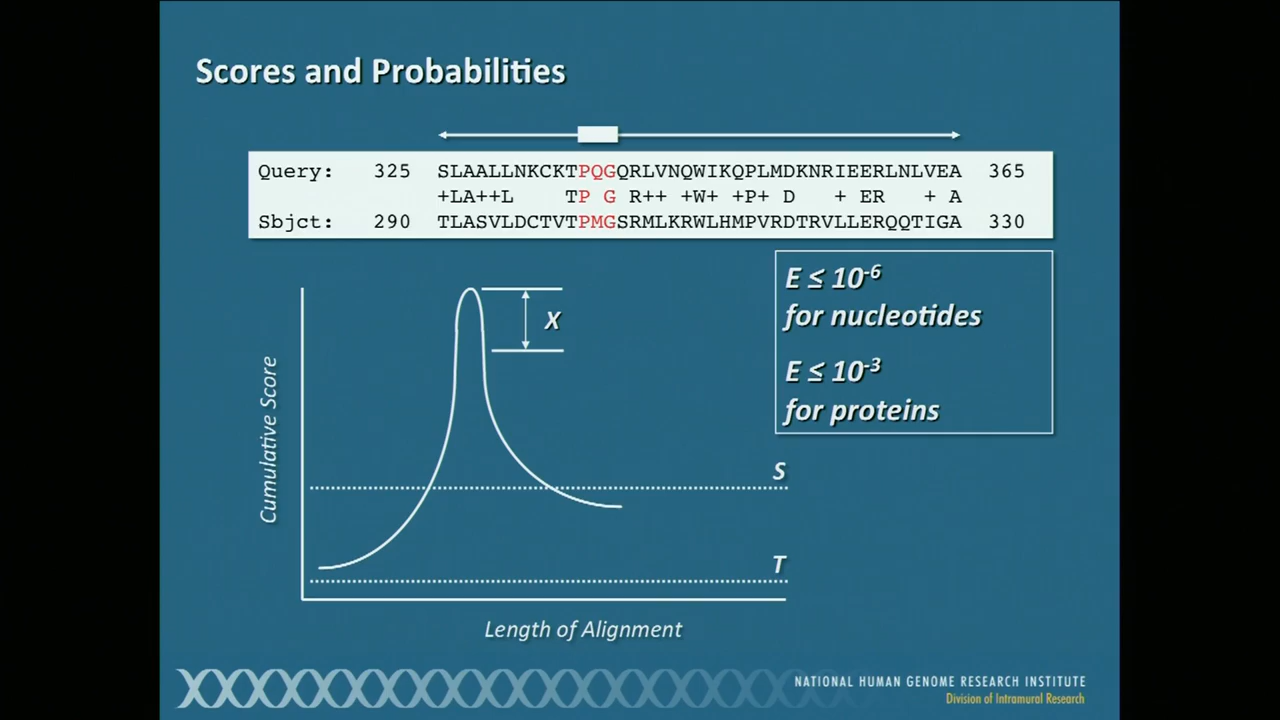 Scores and Probabilities
Query: 325 SLAALLNKCKTPQGQRLVNQWIKQPLMDKNRIEERLNLVEA 365
+LA++L TP G R++ +W+ +P+ D + ER + A
Sbjct: 290 TLASVLDCTVTPMGSRMLKRWLHMPVRDTRVLLERQQTIGA 330
E ≤ 10⁻⁶
for nucleotides
E ≤ 10⁻³
for proteins
X
Cumulative Score
S
T
Length of Alignment
NATIONAL HUMAN GENOME RESEARCH INSTITUTE
Division of Intramural Research